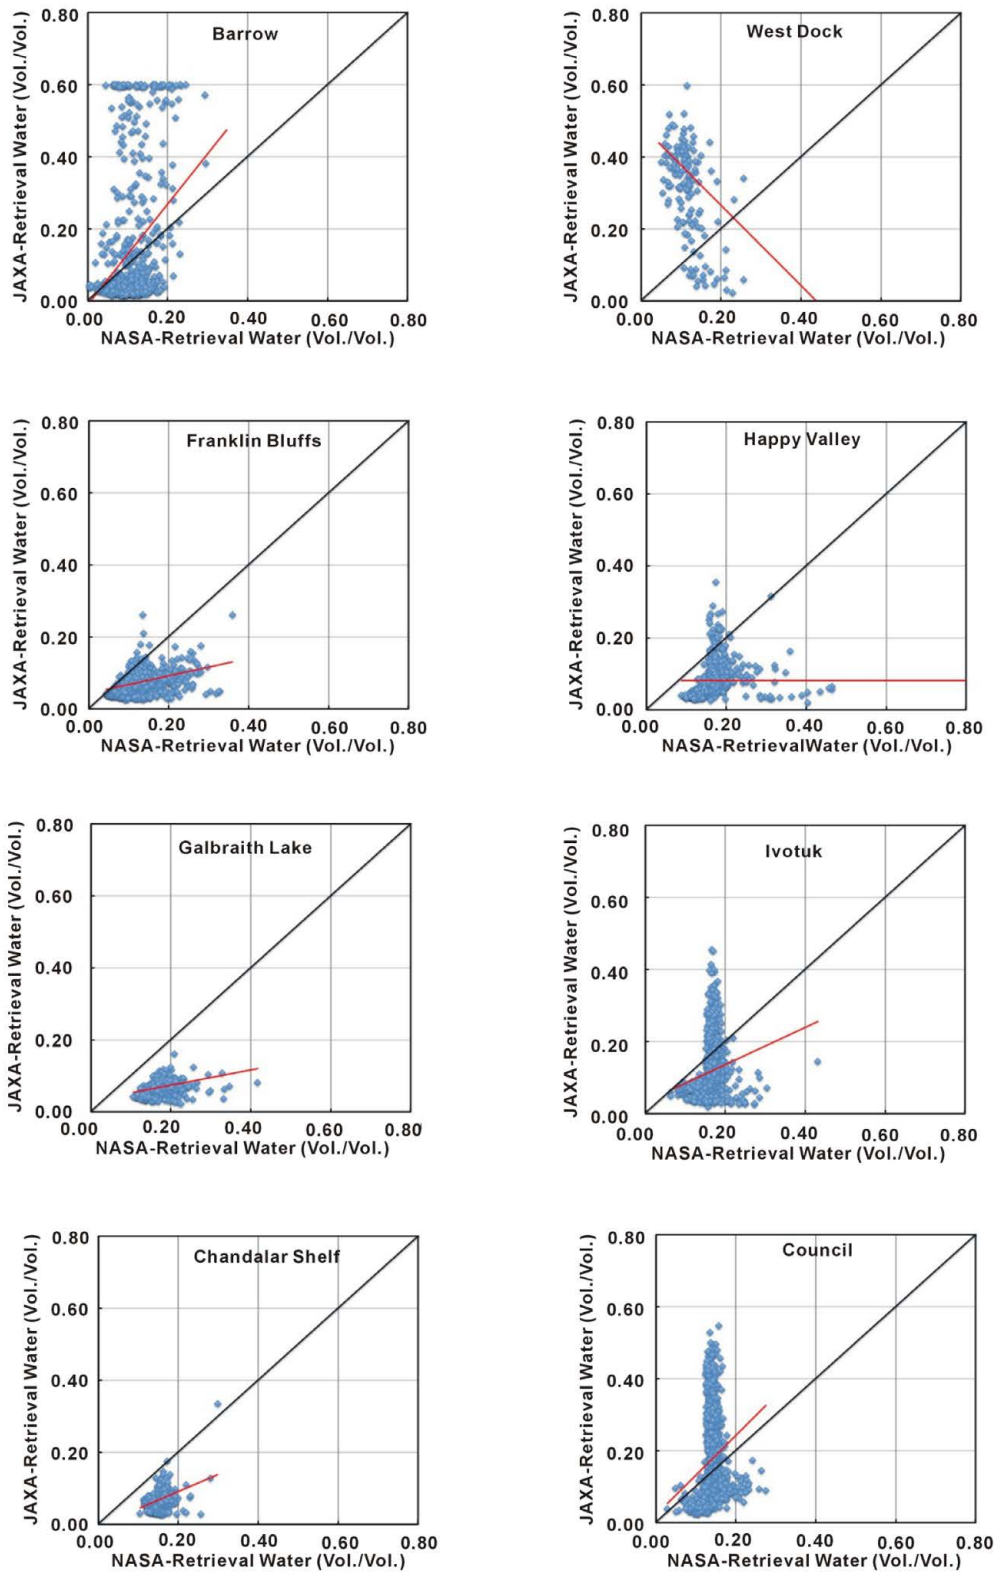 Barrow
JAXA-Retrieval Water (Vol./Vol.)
0.80
0.60
0.40
0.20
0.00
0.00 0.20 0.40 0.60 0.80
NASA-Retrieval Water (Vol./Vol.)
West Dock
JAXA-Retrieval Water (Vol./Vol.)
0.80
0.60
0.40
0.20
0.00
0.00 0.20 0.40 0.60 0.80
NASA-Retrieval Water (Vol./Vol.)
Franklin Bluffs
JAXA-Retrieval Water (Vol./Vol.)
0.80
0.60
0.40
0.20
0.00
0.00 0.20 0.40 0.60 0.80
NASA-Retrieval Water (Vol./Vol.)
Happy Valley
JAXA-Retrieval Water (Vol./Vol.)
0.80
0.60
0.40
0.20
0.00
0.00 0.20 0.40 0.60 0.80
NASA-RetrievalWater (Vol./Vol.)
Galbraith Lake
JAXA-Retrieval Water (Vol./Vol.)
0.80
0.60
0.40
0.20
0.00
0.00 0.20 0.40 0.60 0.80
NASA-Retrieval Water (Vol./Vol.)
Ivotuk
JAXA-Retrieval Water (Vol./Vol.)
0.80
0.60
0.40
0.20
0.00
0.00 0.20 0.40 0.60 0.80
NASA-Retrieval Water (Vol./Vol.)
Chandalar Shelf
JAXA-Retrieval Water (Vol./Vol.)
0.80
0.60
0.40
0.20
0.00
0.00 0.20 0.40 0.60 0.80
NASA-Retrieval Water (Vol./Vol.)
Council
JAXA-Retrieval Water (Vol./Vol.)
0.80
0.60
0.40
0.20
0.00
0.00 0.20 0.40 0.60 0.80
NASA-Retrieval Water (Vol./Vol.)